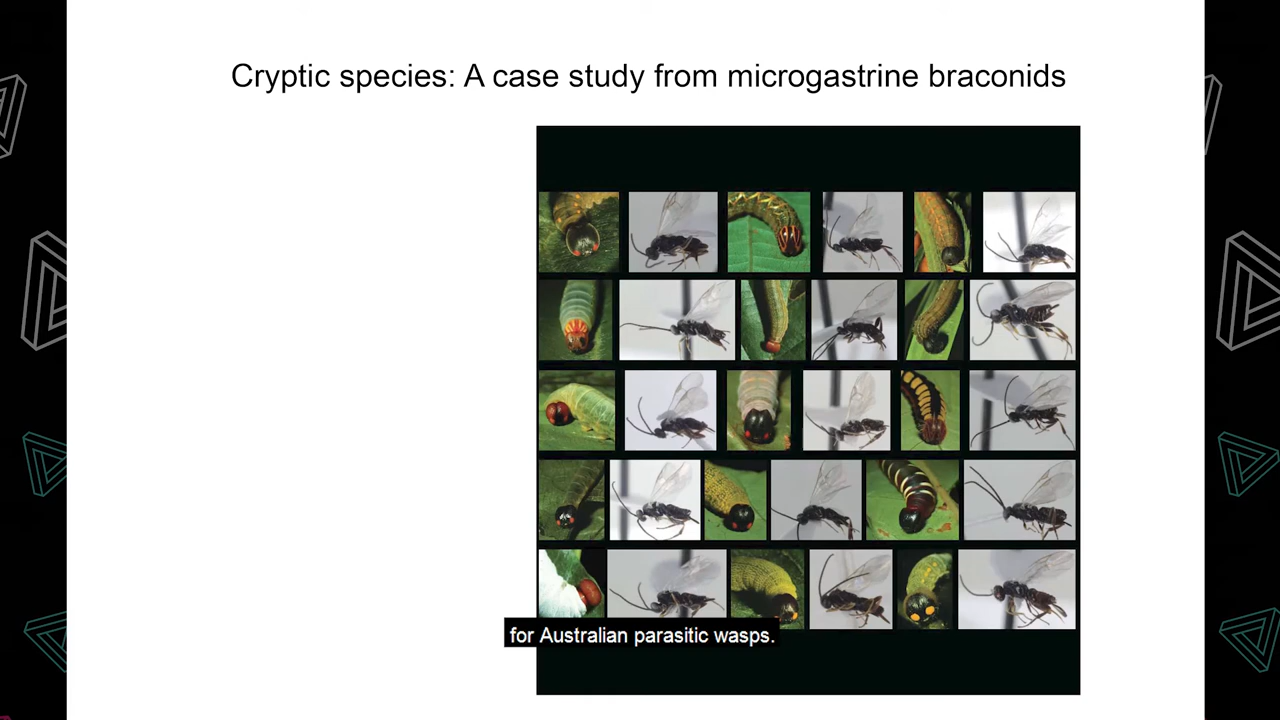 Cryptic species: A case study from microgastrine braconids
for Australian parasitic wasps.